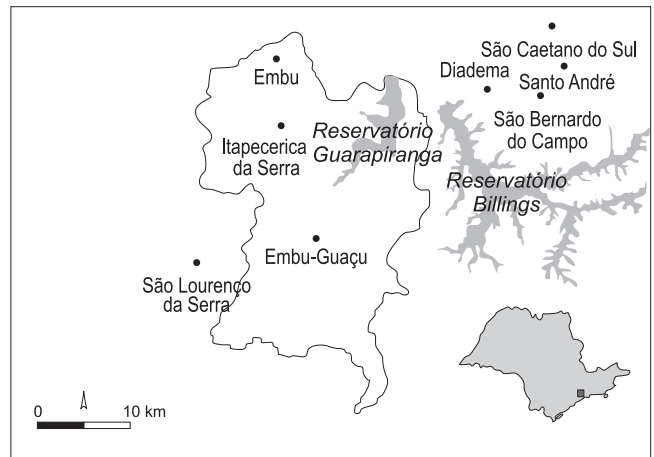 São Caetano do Sul
Diadema
Santo André
Embu
São Bernardo
do Campo
Itapecerica
da Serra
Reservatório
Guarapiranga
Reservatório
Billings
Embu-Guaçu
São Lourenço
da Serra
0 10 km